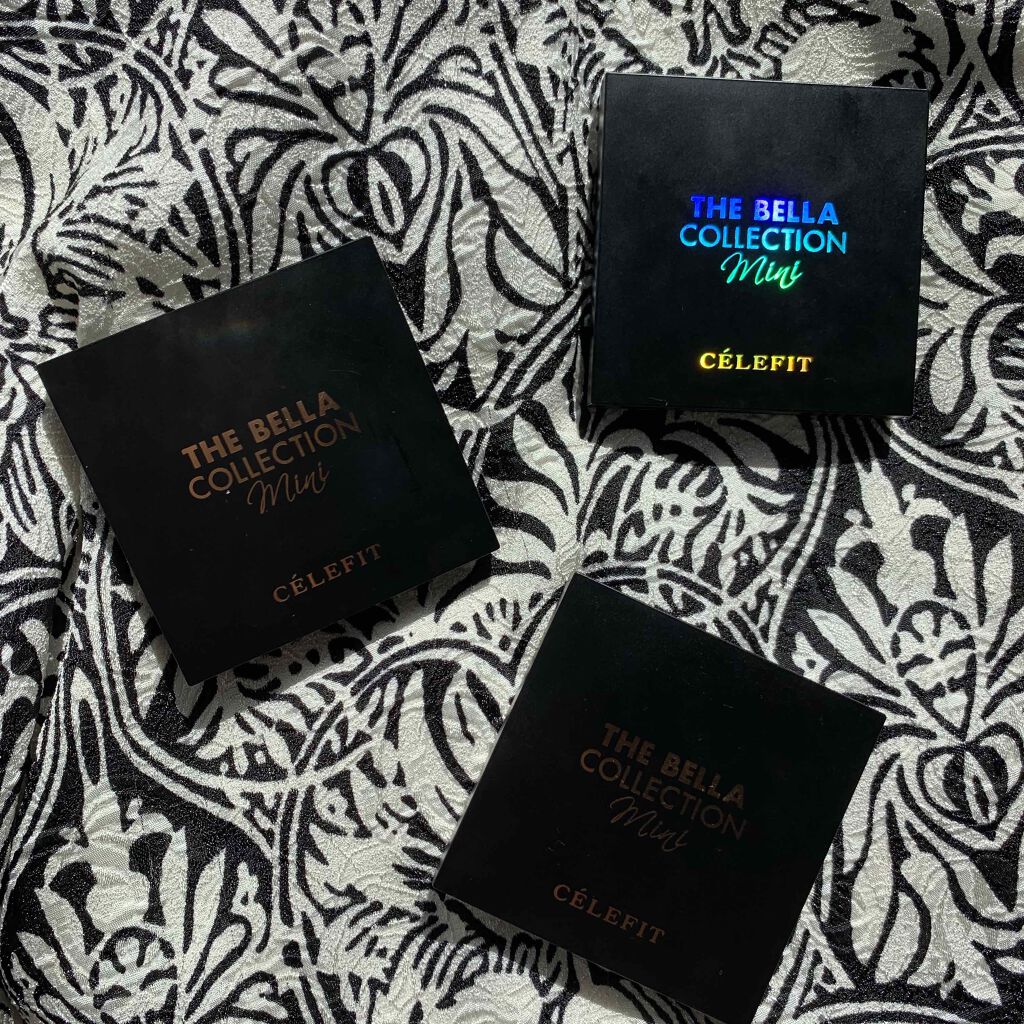 THE BELLA
COLLECTION
Mini
CÉLEFIT
THE BELLA
COLLECTION
Mini
CÉLEFIT
THE BELLA
COLLECTION
Mini
CÉLEFIT